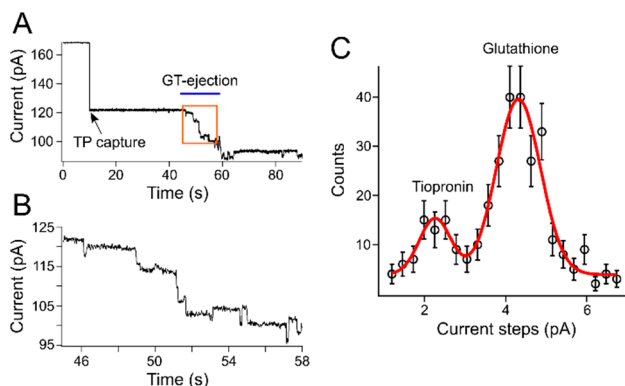 A
160
140
120
100
Current (pA)
GT-ejection
TP capture
0
20
40
60
80
Time (s)
B
125
115
105
95
Current (pA)
46
50
54
58
Time (s)
C
Glutathione
Tiopronin
40
30
20
10
Counts
2
4
6
Current steps (pA)